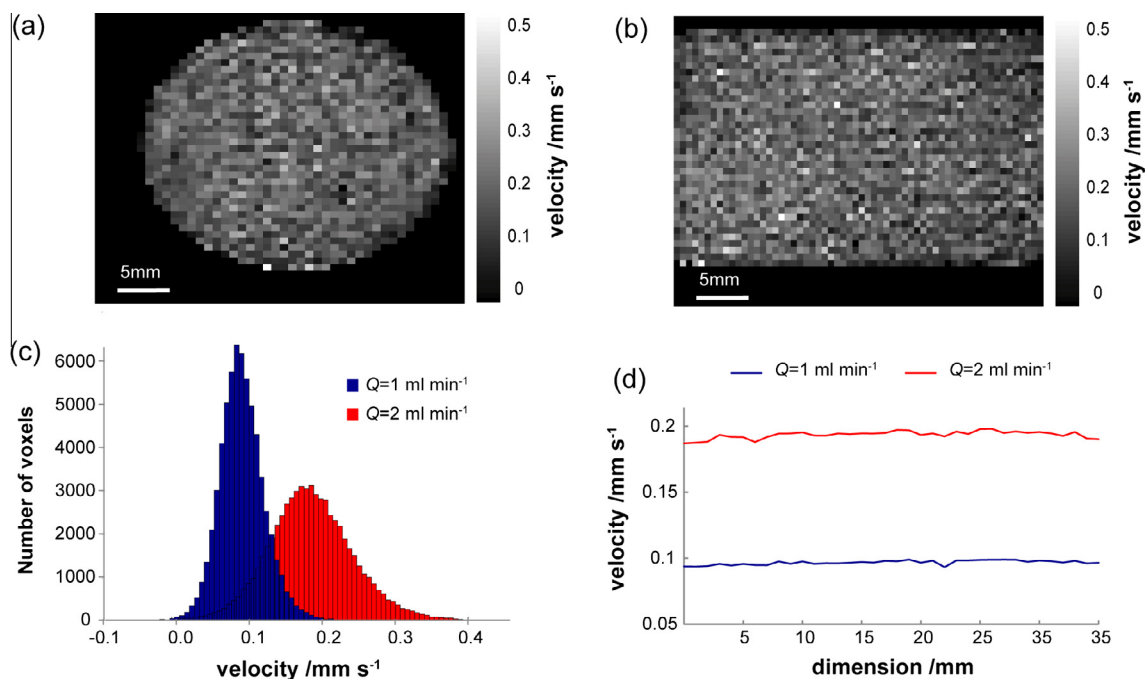 (a)
5mm
0.5
0.4
0.3
0.2
0.1
0
velocity /mm s⁻¹
(b)
5mm
0.5
0.4
0.3
0.2
0.1
0
velocity /mm s⁻¹
(c)
6000
5000
4000
3000
2000
1000
0
Number of voxels
Q=1 ml min⁻¹
Q=2 ml min⁻¹
-0.1
0.0
0.1
0.2
0.3
0.4
velocity /mm s⁻¹
(d)
Q=1 ml min⁻¹
Q=2 ml min⁻¹
0.2
0.15
0.1
0.05
velocity /mm s⁻¹
5
10
15
20
25
35
35
dimension /mm